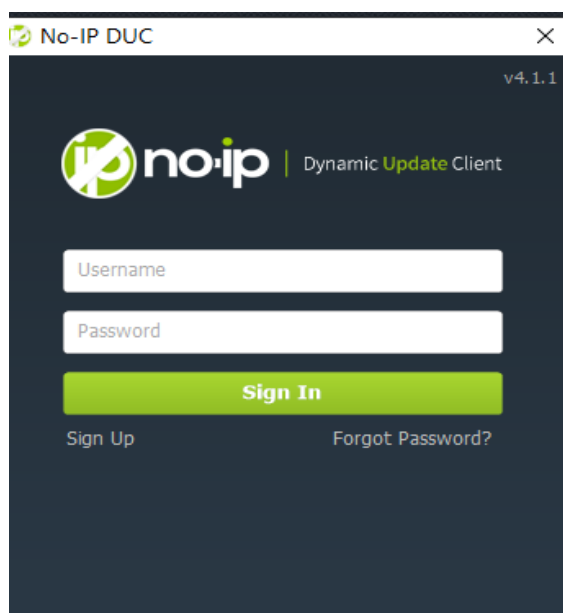 No-IP DUC
v4.1.1
ip no·ip | Dynamic Update Client
Username
Password
Sign In
Sign Up Forgot Password?